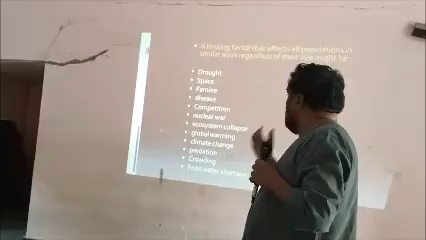 A limiting factor that effects all populations in
similar ways regardless of their size might be
Drought
Space
Famine
disease
Competition
nuclear war
ecosystem collapse
global warming
climate change
predation
Crowding
Food water